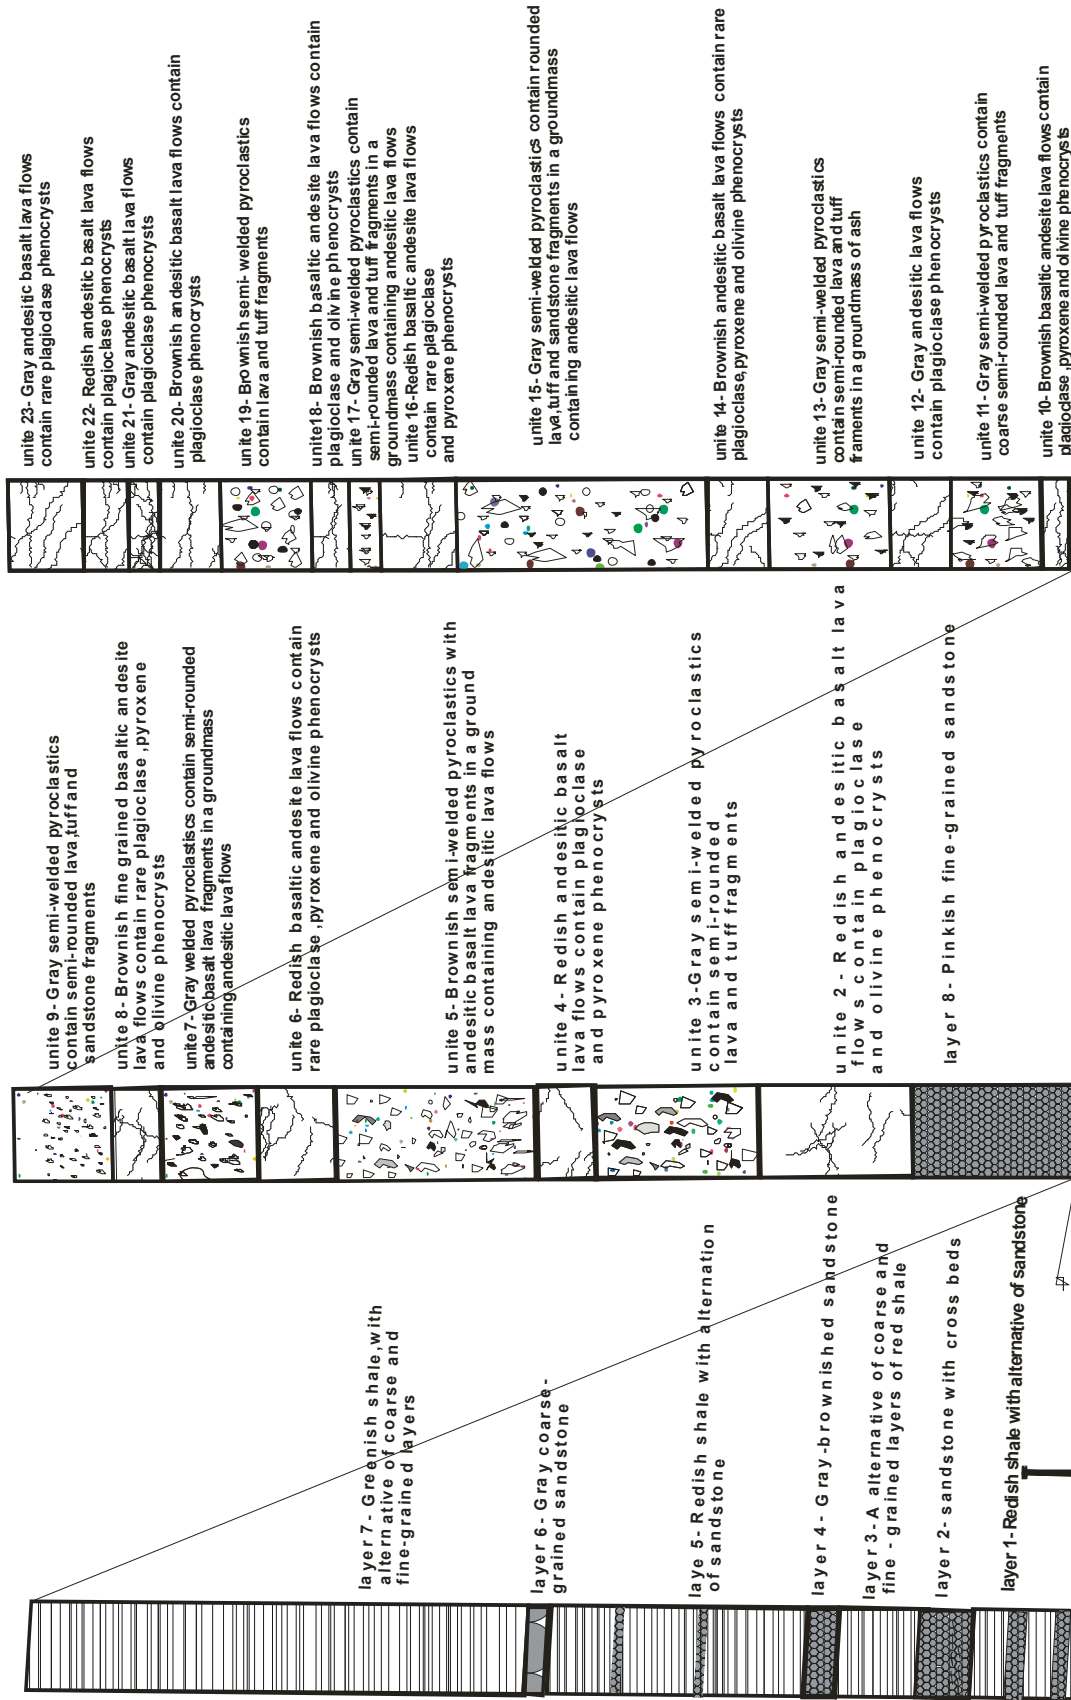 unite 23- Gray andesitic basalt lava flows
contain rare plagiodase phenocrysts
unite 22- Redish andesitic basalt lava flows
contain plagioclase phenocrysts
unite 21- Gray andesitic basalt lava flows
contain plagioclase phenocrysts
unite 20- Brownish andesitic basalt lava flows contain
plagioclase phenocrysts
unite 19- Brownish semi- welded pyroclastics
contain lava and tuff fragments
unite18- Brownish basaltic andesite lava flows contain
plagioclase and olivine phenocrysts
unite 17- Gray semi-welded pyroclastics contain
semi-rounded lava and tuff fragments in a
groundmass containing andesitic lava flows
unite 16-Redish basaltic andesite lava flows
contain rare plagioclase
and pyroxene phenocrysts
unite 15- Gray semi-welded pyroclastics contain rounded
lava,tuff and sandstone fragments in a groundmass
containing andesitic lava flows
unite 14- Brownish andesitic basalt lava flows contain rare
plagioclase,pyroxene and olivine phenocrysts
unite 13- Gray semi-welded pyroclastics
contain semi-rounded lava and tuff
framents in a groundmass of ash
unite 12- Gray andesitic lava flows
contain plagioclase phenocrysts
unite 11- Gray semi-welded pyroclastics contain
coarse semi-rounded lava and tuff fragments
unite 10- Brownish basaltic andesite lava flows contain
plagioclase ,pyroxene and olivine phenocrysts
unite 9- Gray semi-welded pyroclastics
contain semi-rounded lava,tuff and
sandstone fragments
unite 8- Brownish fine grained basaltic andesite
lava flows contain rare plagioclase ,pyroxene
and olivine phenocrysts
unite7- Gray welded pyroclastiscs contain semi-rounded
andesitic basalt lava fragments in a groundmass
containing andesitic lava flows
unite 6- Redish basaltic andesite lava flows contain
rare plagioclase ,pyroxene and olivine phenocrysts
unite 5- Brownish semi-welded pyroclastics with
andesitic basalt lava fragments in a ground
mass containing andesitic lava flows
unite 4- Redish andesitic basalt
lava flows contain plagioclase
and pyroxene phenocrysts
unite 3-Gray semi-welded pyroclastics
contain semi-rounded
lava and tuff fragments
unite 2 - Redish andesitic basalt lava
flows contain plagioclase
and olivine phenocrysts
layer 8- Pinkish fine-grained sandstone
layer 7- Greenish shale,with
alternative of coarse and
fine-grained layers
layer 6- Gray coarse-
grained sandstone
laye 5- Redish shale with alternation
of sandstone
layer 4- Gray-brownished sandstone
layer 3- A alternative of coarse and
fine - grained layers of red shale
layer 2- sandstone with cross beds
layer 1- Redish shale with alternative of sandstone